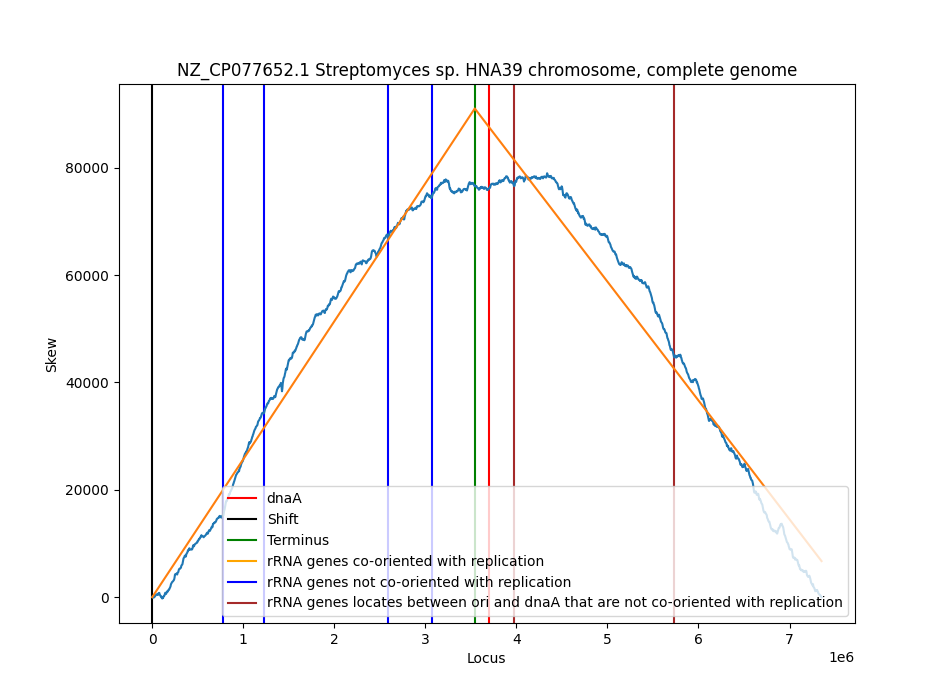 NZ_CP077652.1 Streptomyces sp. HNA39 chromosome, complete genome
Skew
80000
60000
40000
20000
0
dnaA
Shift
Terminus
rRNA genes co-oriented with replication
rRNA genes not co-oriented with replication
rRNA genes locates between ori and dnaA that are not co-oriented with replication
0 1 2 3 4 5 6 7
1e6
Locus